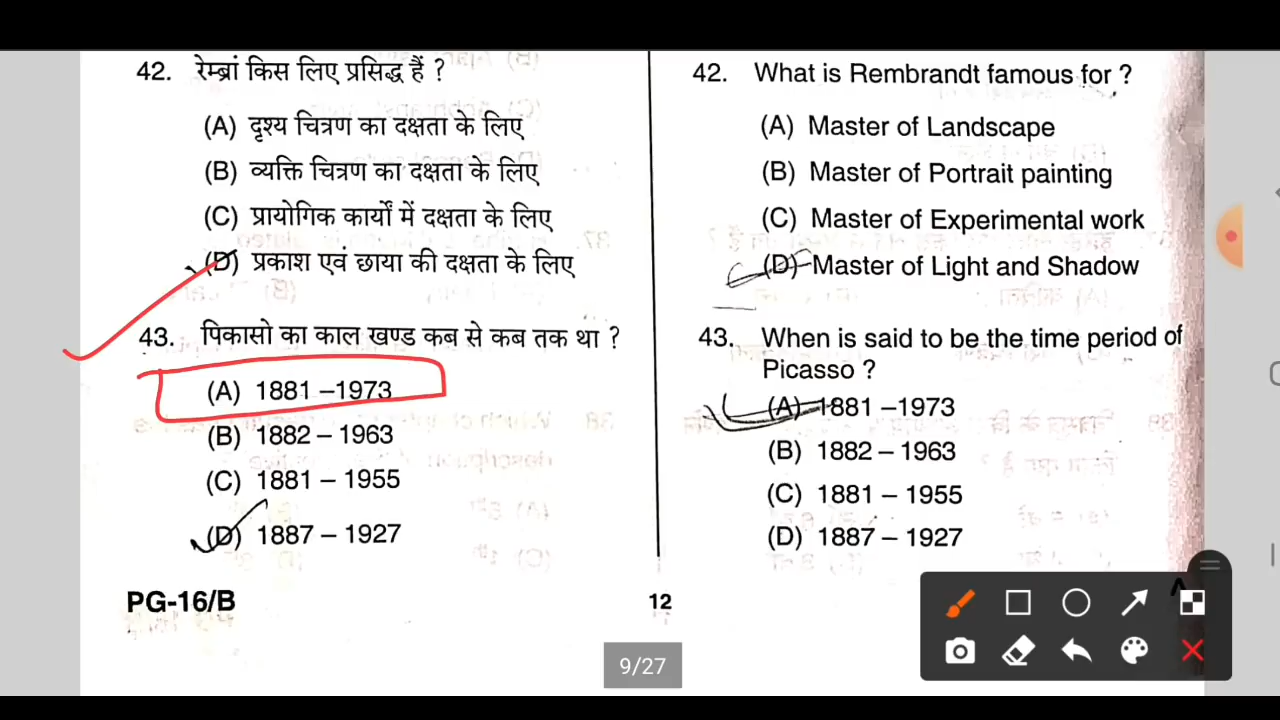 42. रेम्ब्रां किस लिए प्रसिद्ध हैं ?
(A) दृश्य चित्रण का दक्षता के लिए
(B) व्यक्ति चित्रण का दक्षता के लिए
(C) प्रायोगिक कार्यों में दक्षता के लिए
(D) प्रकाश एवं छाया की दक्षता के लिए
43. पिकासो का काल खण्ड कब से कब तक था ?
(A) 1881 –1973
(B) 1882 – 1963
(C) 1881 – 1955
(D) 1887 – 1927
42. What is Rembrandt famous for ?
(A) Master of Landscape
(B) Master of Portrait painting
(C) Master of Experimental work
(D) Master of Light and Shadow
43. When is said to be the time period of
Picasso ?
(A) 1881 –1973
(B) 1882 – 1963
(C) 1881 – 1955
(D) 1887 – 1927
PG-16/B
12
9/27